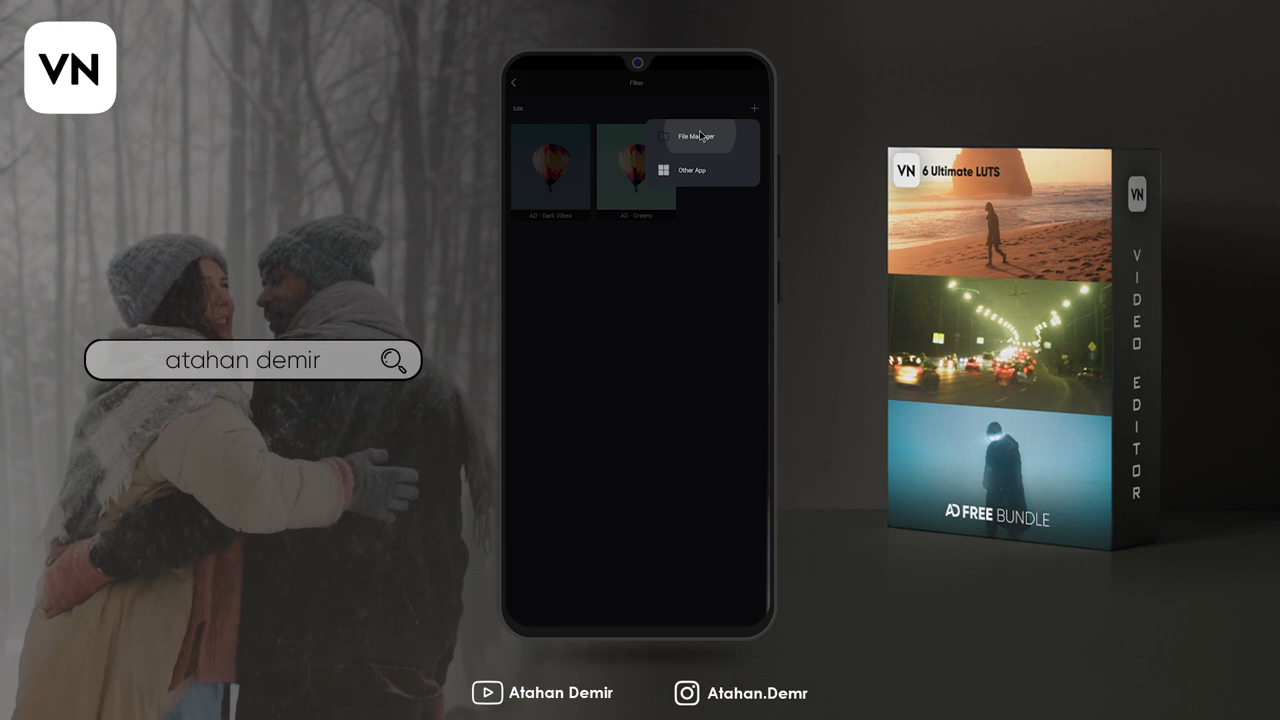 VN
atahan demir
Filter
Edit
File Manager
Other App
AD - Dark Vibes
AD - Creamy
VN 6 Ultimate LUTS
AD FREE BUNDLE
VN
VIDEO EDITOR
Atahan Demir
Atahan.Demr